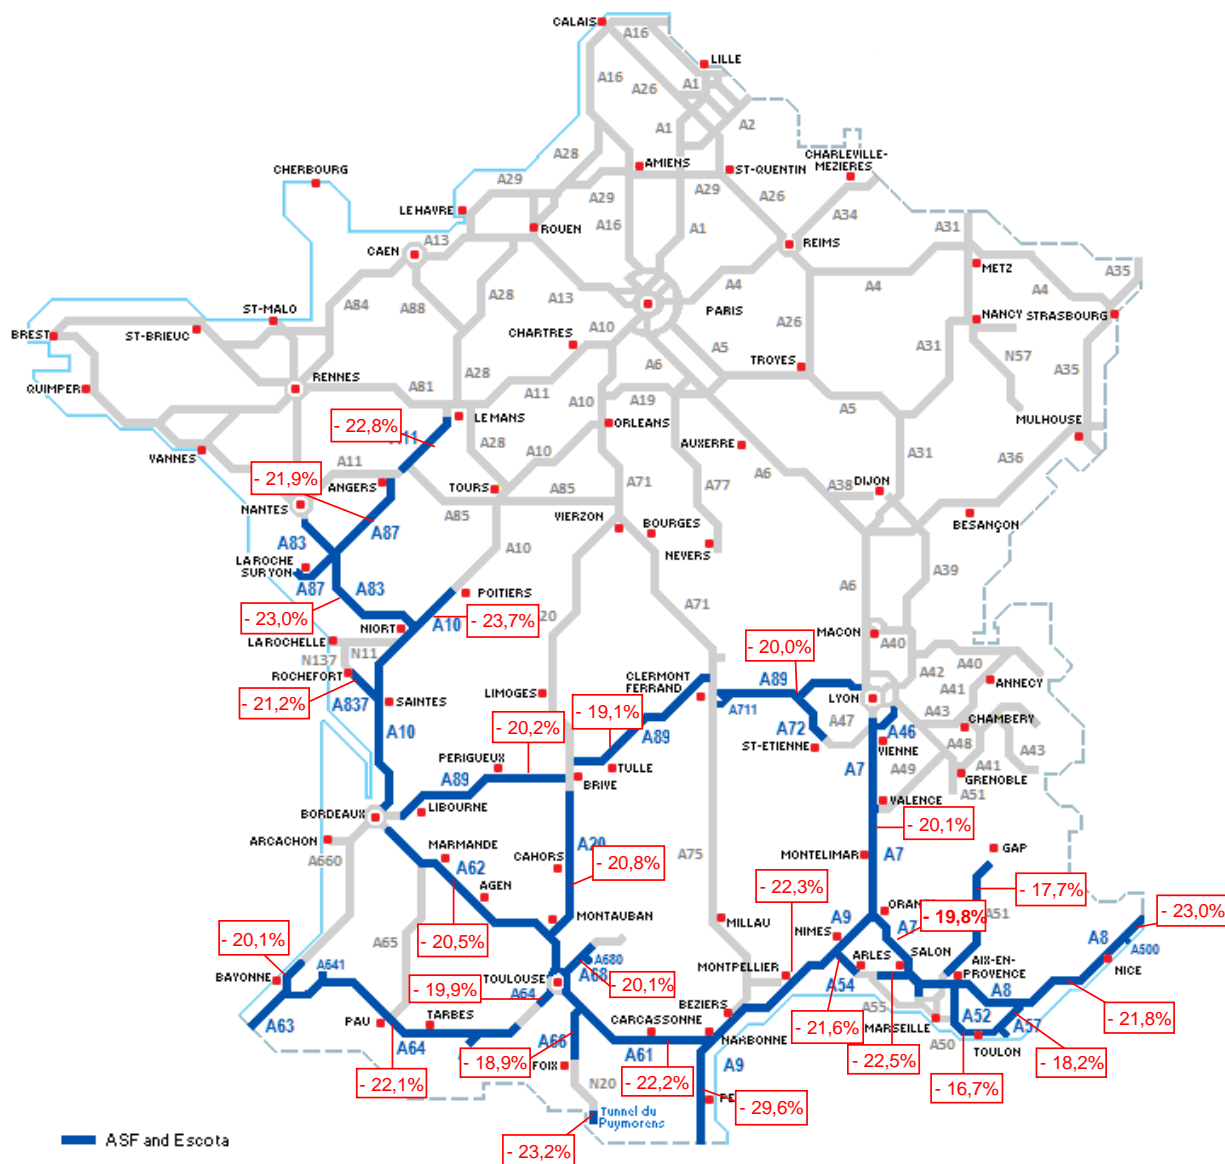 CALAIS
A16
LILLE
A16
A26
A1
A1
A2
CHERBOURG
A28
AMIENS
ST-QUENTIN
CHARLEVILLE-
MEZIERES
A29
A29
A29
A26
A34
LE HAVRE
ROUEN
A16
A1
A31
CAEN
A13
REIMS
METZ
A35
A4
A4
A4
A84
A88
A28
A13
PARIS
ST-MALO
A10
A26
NANCY
STRASBOURG
BREST
ST-BRIEUC
CHARTRES
A5
A31
N57
A6
TROYES
A35
QUIMPER
RENNES
A81
A28
A11
A10
A19
A5
LE MANS
ORLEANS
MULHOUSE
- 22,8%
A11
A28
A10
AUXERRE
A6
A31
A36
VANNES
A11
- 21,9%
ANGERS
TOURS
A85
A71
A77
A38
DIJON
NANTES
A85
VIERZON
BOURGES
BESANÇON
A83
A87
NEVERS
A10
LA ROCHE
SUR YON
A87
A83
POITIERS
A6
A39
- 23,0%
A10
- 23,7%
A20
A71
NIORT
MACON
LA ROCHELLE
N11
N137
A40
- 20,0%
A42
A40
ROCHEFORT
CLERMONT
FERRAND
A89
A41
ANNECY
- 21,2%
A837
SAINTES
LIMOGES
LYON
A711
A43
- 19,1%
A72
A47
A46
CHAMBERY
A10
- 20,2%
A89
ST-ETIENNE
VIENNE
A48
A43
PERIGUEUX
TULLE
A7
A49
A41
A89
BRIVE
GRENOBLE
A51
LIBOURNE
VALENCE
BORDEAUX
- 20,1%
ARCACHON
MARMANDE
A20
A660
A62
CAHORS
- 20,8%
A75
MONTELIMAR
A7
GAP
AGEN
- 22,3%
- 17,7%
ORAN
A51
MONTAUBAN
MILLAU
A9
- 19,8%
- 23,0%
A65
- 20,5%
NIMES
A7
A8
- 20,1%
A680
ARLES
SALON
A500
BAYONNE
A641
TOULOUSE
A68
MONTPELLIER
AIX-EN-
PROVENCE
NICE
- 19,9%
A64
- 20,1%
A54
A8
A63
BEZIERS
A55
A52
- 21,8%
PAU
TARBES
CARCASSONNE
- 21,6%
MARSEILLE
A57
A64
A66
NARBONNE
A50
TOULON
- 18,9%
A61
- 22,5%
- 18,2%
FOIX
A9
- 22,1%
N20
- 22,2%
- 16,7%
PE
- 29,6%
Tunnel du
Puymorens
ASF and Escota
- 23,2%